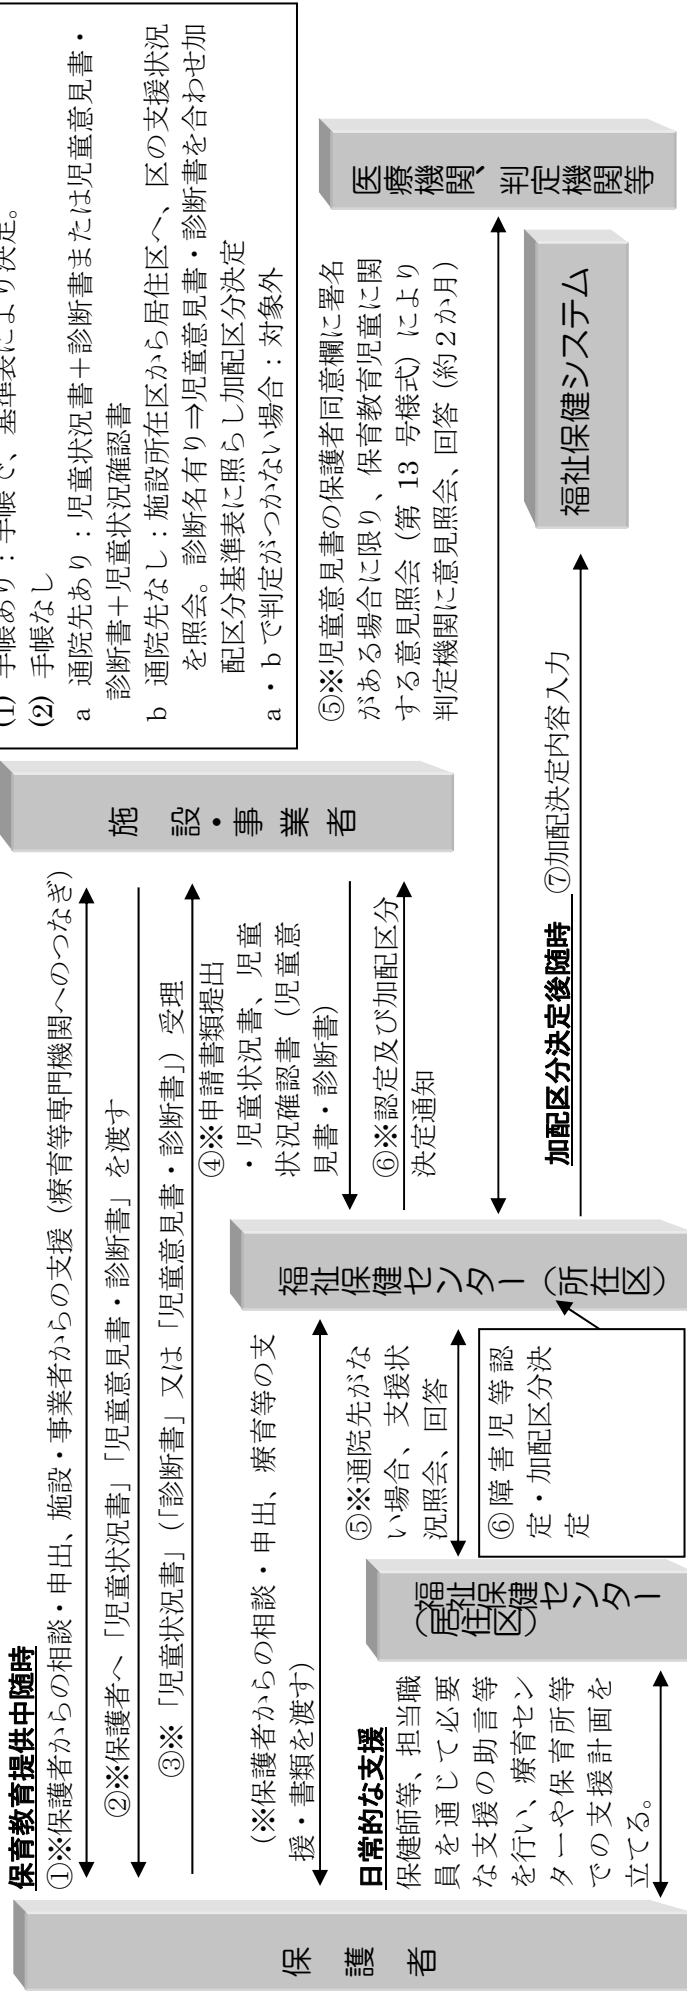 保育教育提供中随時
①※保護者からの相談・申出、施設・事業者からの支援（療育等専門機関へのつなぎ）
②※保護者へ「児童状況書」「児童意見書・診断書」を渡す
③※「児童状況書」（「診断書」又は「児童意見書・診断書」）受理
④※申請書類提出
・児童状況書、児童
状況確認書（児童意
見書・診断書）
⑥※認定及び加配区分
決定通知
（※保護者からの相談・申出、療育等の支
援・書類を渡す）
日常的な支援
保健師等、担当職
員を通じて必要
な支援の助言等
を行い、療育セン
ターや保育所等
での支援計画を
立てる。
⑤※通院先がな
い場合、支援状
況照会、回答
⑥障害児等認
定・加配区分決
定
保護者
福祉保健センター
（居住区）
福祉保健センター（所在区）
施設・事業者
(1) 手帳あり：手帳で、基準表により決定。
(2) 手帳なし
a 通院先あり：児童状況書＋診断書または児童意見書・
診断書＋児童状況確認書
b 通院先なし：施設所在区から居住区へ、区の支援状況
を照会。診断名有り⇒児童意見書・診断書を合わせ加
配区分基準表に照らし加配区分決定
a・bで判定がつかない場合：対象外
⑤※児童意見書の保護者同意欄に署名
がある場合に限り、保育教育児童に関
する意見照会（第 13 号様式）により
判定機関に意見照会、回答（約２か月）
加配区分決定後随時
⑦加配決定内容入力
医療機関、判定機関等
福祉保健システム